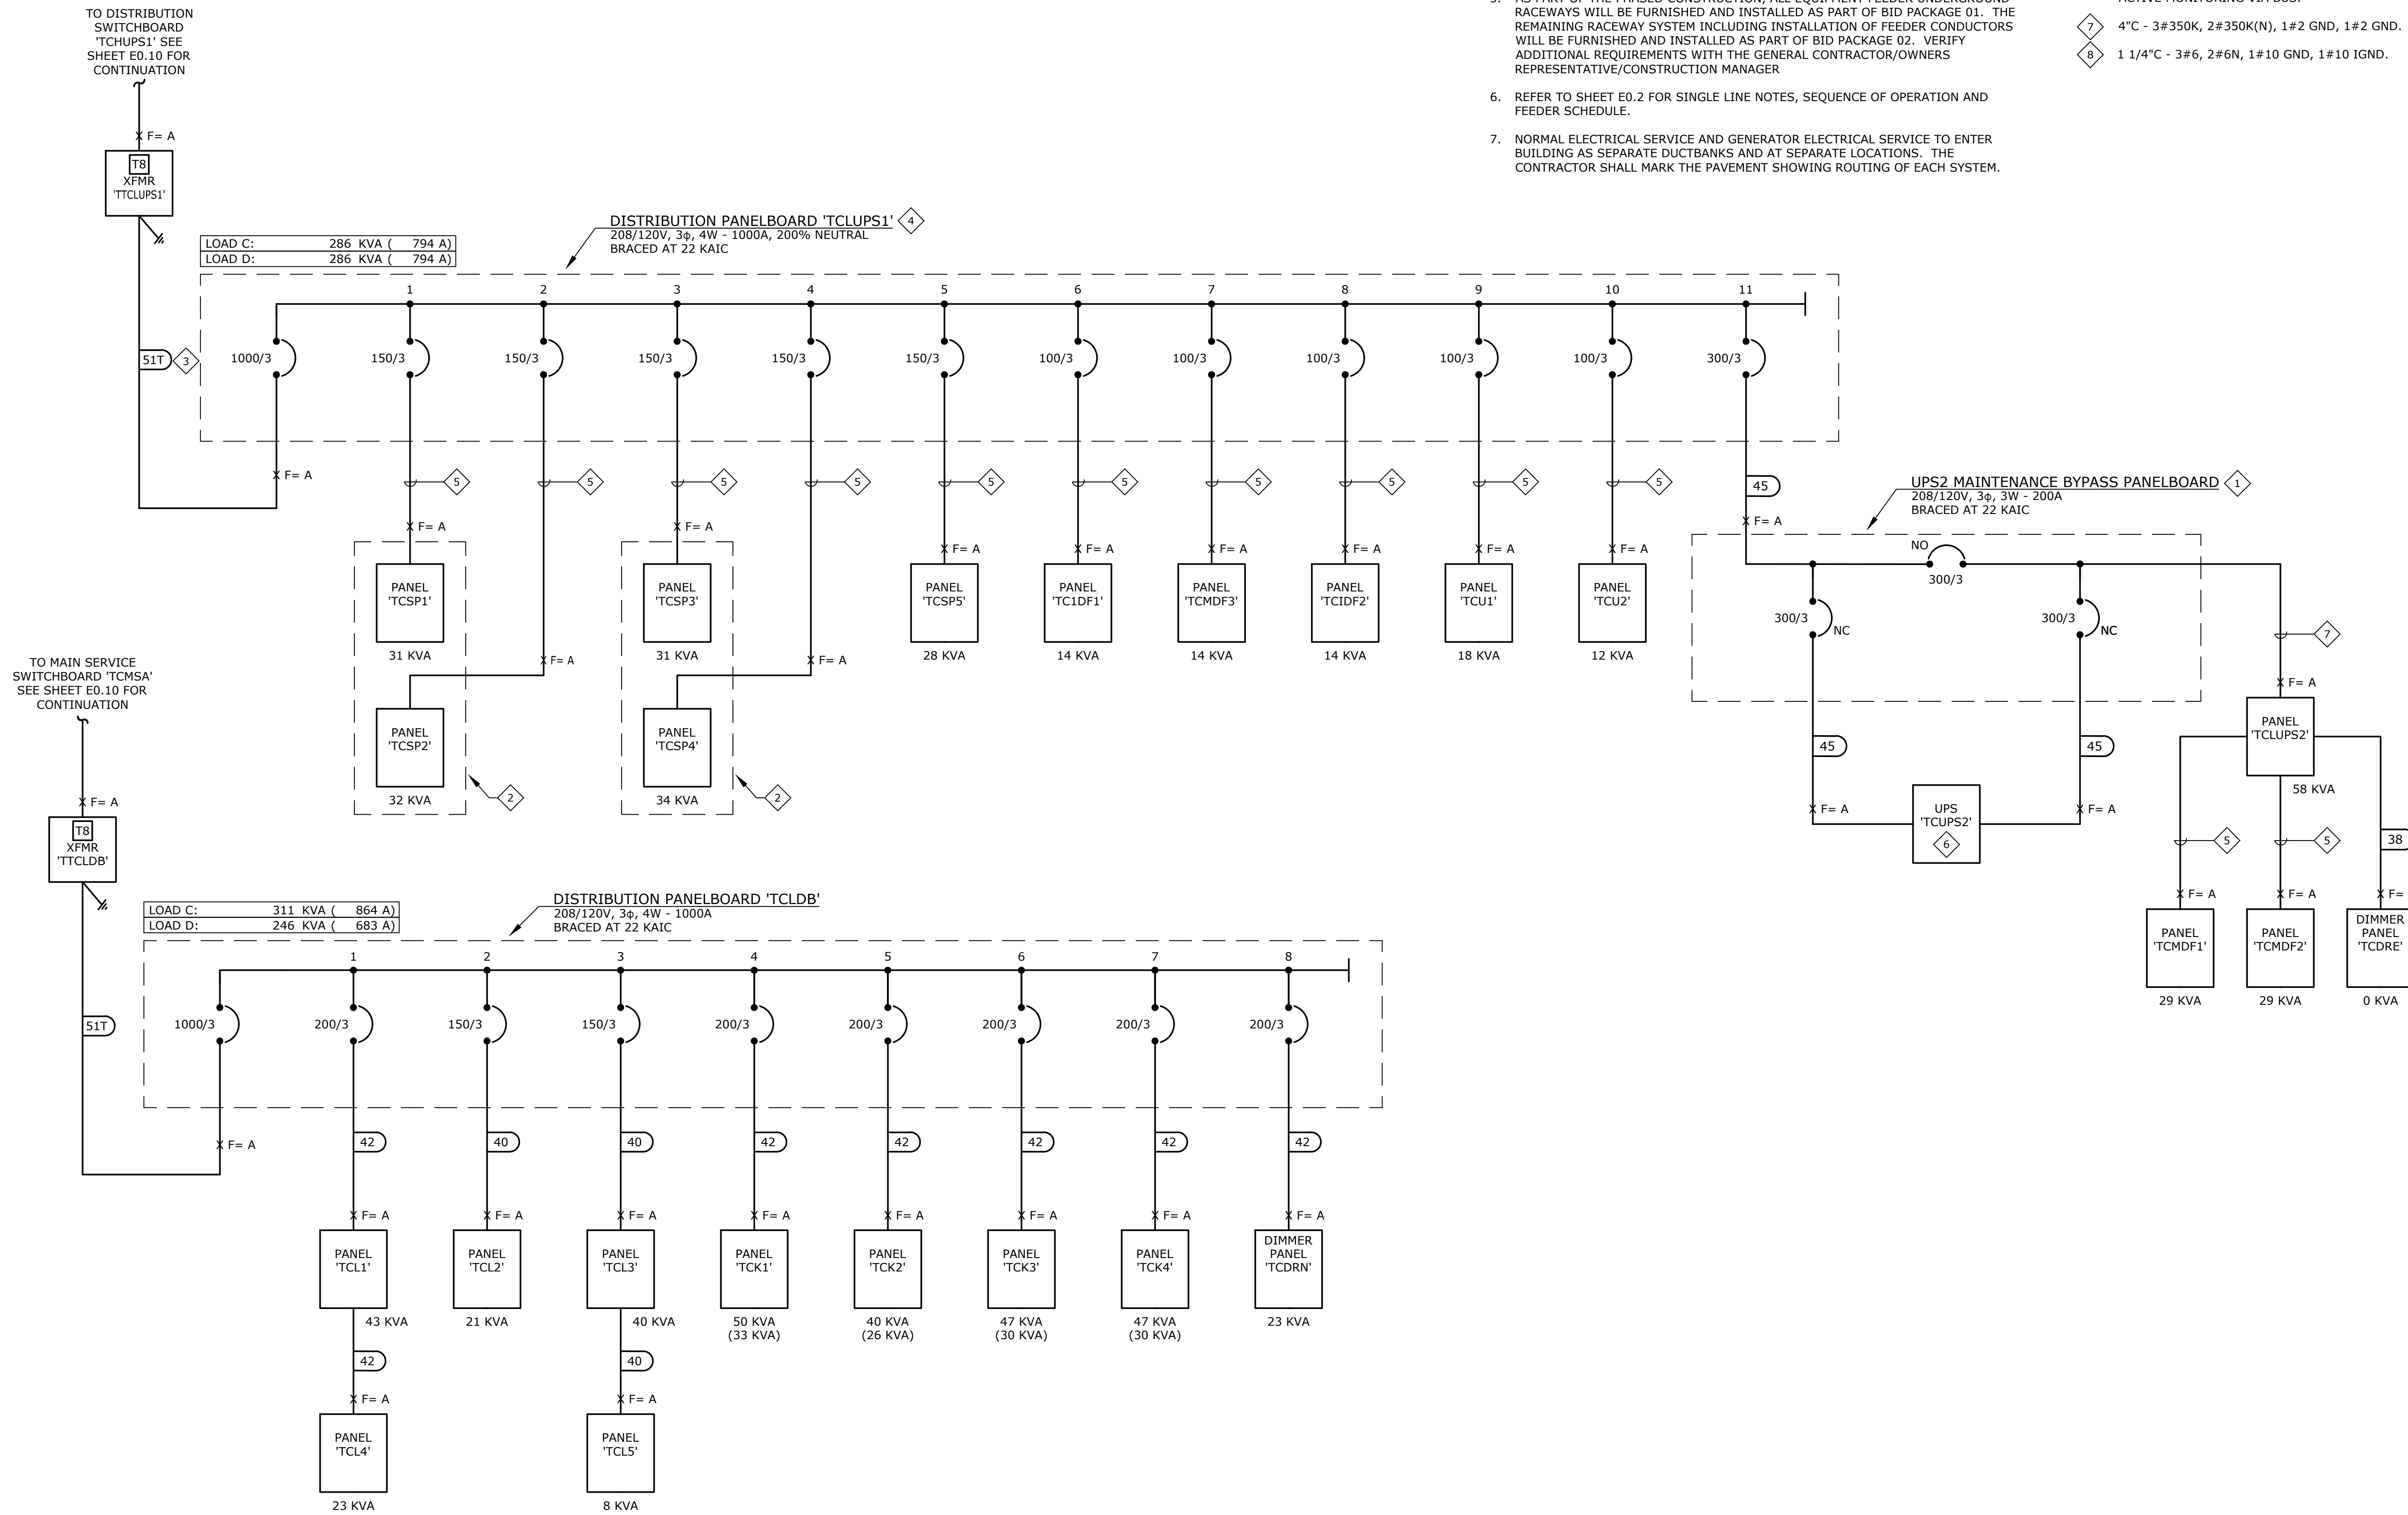 TO DISTRIBUTION
SWITCHBOARD
'TCHUPS1' SEE
SHEET E0.10 FOR
CONTINUATION
F= A
T8
XFMR
'TTCLUPS1'
RACEWAYS WILL BE FURNISHED AND INSTALLED AS PART OF BID PACKAGE 01. THE
REMAINING RACEWAY SYSTEM INCLUDING INSTALLATION OF FEEDER CONDUCTORS
WILL BE FURNISHED AND INSTALLED AS PART OF BID PACKAGE 02. VERIFY
ADDITIONAL REQUIREMENTS WITH THE GENERAL CONTRACTOR/OWNERS
REPRESENTATIVE/CONSTRUCTION MANAGER
6. REFER TO SHEET E0.2 FOR SINGLE LINE NOTES, SEQUENCE OF OPERATION AND
FEEDER SCHEDULE.
7. NORMAL ELECTRICAL SERVICE AND GENERATOR ELECTRICAL SERVICE TO ENTER
BUILDING AS SEPARATE DUCTBANKS AND AT SEPARATE LOCATIONS. THE
CONTRACTOR SHALL MARK THE PAVEMENT SHOWING ROUTING OF EACH SYSTEM.
7 4"C - 3#350K, 2#350K(N), 1#2 GND, 1#2 GND.
8 1 1/4"C - 3#6, 2#6N, 1#10 GND, 1#10 IGND.
DISTRIBUTION PANELBOARD 'TCLUPS1' 4
208/120V, 3φ, 4W - 1000A, 200% NEUTRAL
BRACED AT 22 KAIC
LOAD C: 286 KVA ( 794 A)
LOAD D: 286 KVA ( 794 A)
1 2 3 4 5 6 7 8 9 10 11
51T 3
1000/3 150/3 150/3 150/3 150/3 150/3 100/3 100/3 100/3 100/3 100/3 300/3
F= A
5 5 5 5 5 5 5 5 5 5
45
F= A F= A F= A
F= A F= A F= A F= A F= A F= A
PANEL
'TCSP1'
31 KVA
PANEL
'TCSP3'
31 KVA
PANEL
'TCSP5'
28 KVA
PANEL
'TC1DF1'
14 KVA
PANEL
'TCMDF3'
14 KVA
PANEL
'TCIDF2'
14 KVA
PANEL
'TCU1'
18 KVA
PANEL
'TCU2'
12 KVA
F= A F= A
PANEL
'TCSP2'
32 KVA
2
PANEL
'TCSP4'
34 KVA
2
UPS2 MAINTENANCE BYPASS PANELBOARD 1
208/120V, 3φ, 3W - 200A
BRACED AT 22 KAIC
NO
300/3
300/3 NC
300/3 NC
7
F= A
45 45
F= A F= A
UPS
'TCUPS2'
6
PANEL
'TCLUPS2'
58 KVA
5 5 38
F= A F= A F=
PANEL
'TCMDF1'
29 KVA
PANEL
'TCMDF2'
29 KVA
DIMMER
PANEL
'TCDRE'
0 KVA
TO MAIN SERVICE
SWITCHBOARD 'TCMSA'
SEE SHEET E0.10 FOR
CONTINUATION
F= A
T8
XFMR
'TTCLDB'
DISTRIBUTION PANELBOARD 'TCLDB'
208/120V, 3φ, 4W - 1000A
BRACED AT 22 KAIC
LOAD C: 311 KVA ( 864 A)
LOAD D: 246 KVA ( 683 A)
1 2 3 4 5 6 7 8
51T
1000/3 200/3 150/3 150/3 200/3 200/3 200/3 200/3 200/3
F= A
42 40 40 42 42 42 42 42
F= A F= A F= A F= A F= A F= A F= A F= A
PANEL
'TCL1'
43 KVA
PANEL
'TCL2'
21 KVA
PANEL
'TCL3'
40 KVA
PANEL
'TCK1'
50 KVA
(33 KVA)
PANEL
'TCK2'
40 KVA
(26 KVA)
PANEL
'TCK3'
47 KVA
(30 KVA)
PANEL
'TCK4'
47 KVA
(30 KVA)
DIMMER
PANEL
'TCDRN'
23 KVA
42 40
F= A F= A
PANEL
'TCL4'
23 KVA
PANEL
'TCL5'
8 KVA